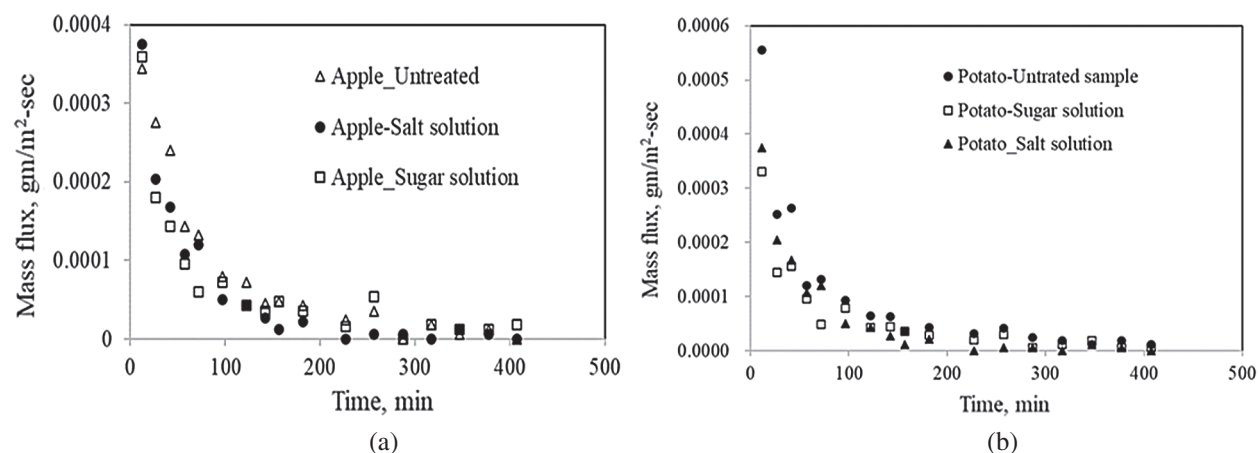 0.0004
0.0003
0.0002
0.0001
0
Mass flux, gm/m²-sec
Apple_Untreated
Apple-Salt solution
Apple_Sugar solution
0 100 200 300 400 500
Time, min
(a)
0.0006
0.0005
0.0004
0.0003
0.0002
0.0001
0.0000
Mass flux, gm/m²-sec
Potato-Untrated sample
Potato-Sugar solution
Potato_Salt solution
0 100 200 300 400 500
Time, min
(b)